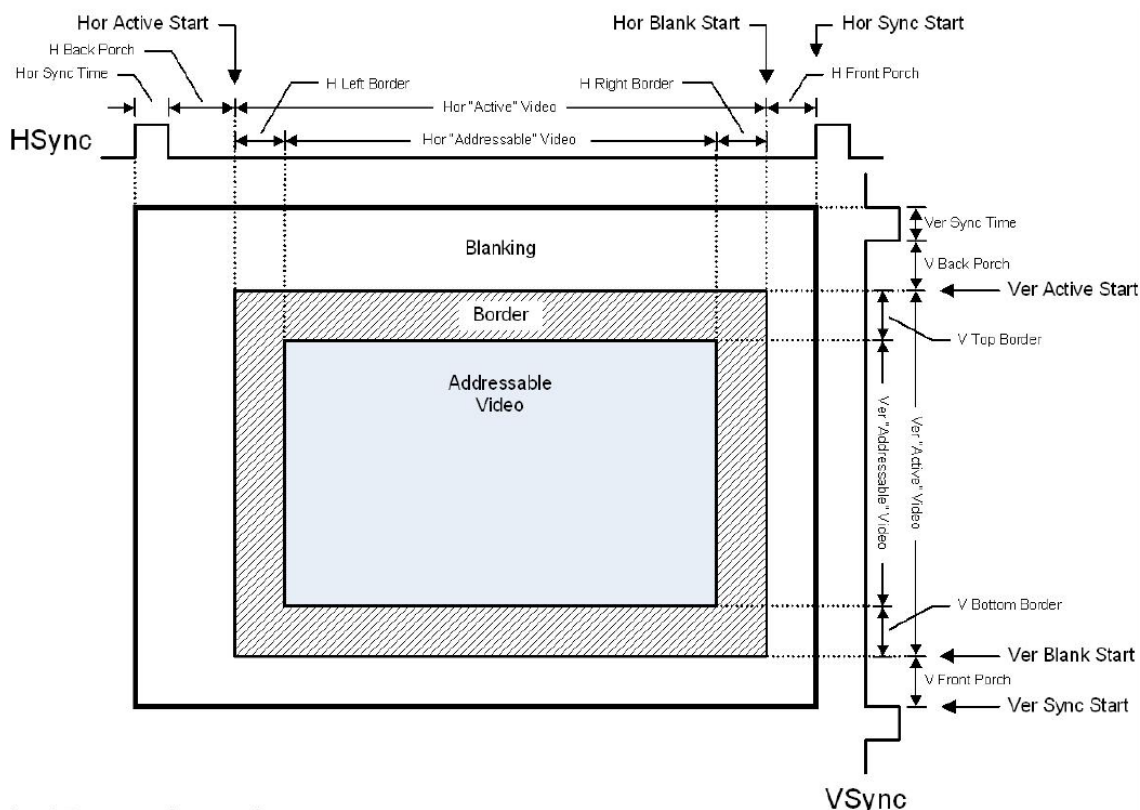 Hor Active Start
Hor Blank Start
Hor Sync Start
H Back Porch
Hor Sync Time
H Left Border
H Right Border
H Front Porch
Hor "Active" Video
Hor "Addressable" Video
HSync
Blanking
Ver Sync Time
V Back Porch
Ver Active Start
Border
V Top Border
Addressable
Video
Ver "Addressable" Video
Ver "Active" Video
V Bottom Border
Ver Blank Start
V Front Porch
Ver Sync Start
VSync